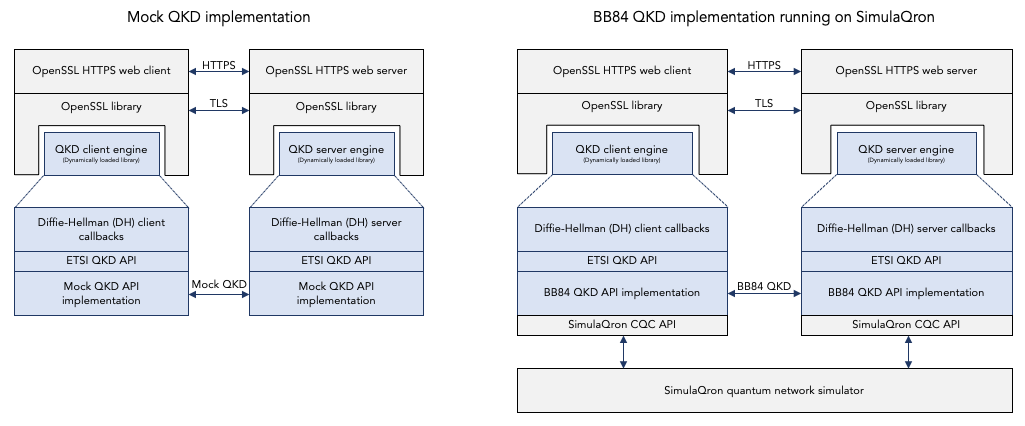 Mock QKD implementation
OpenSSL HTTPS web client
HTTPS
OpenSSL HTTPS web server
OpenSSL library
TLS
OpenSSL library
QKD client engine
(Dynamically loaded library)
QKD server engine
(Dynamically loaded library)
Diffie-Hellman (DH) client
callbacks
Diffie-Hellman (DH) server
callbacks
ETSI QKD API
ETSI QKD API
Mock QKD API
implementation
Mock QKD
Mock QKD API
implementation
BB84 QKD implementation running on SimulaQron
OpenSSL HTTPS web client
HTTPS
OpenSSL HTTPS web server
OpenSSL library
TLS
OpenSSL library
QKD client engine
(Dynamically loaded library)
QKD server engine
(Dynamically loaded library)
Diffie-Hellman (DH) client callbacks
Diffie-Hellman (DH) server callbacks
ETSI QKD API
ETSI QKD API
BB84 QKD API implementation
BB84 QKD
BB84 QKD API implementation
SimulaQron CQC API
SimulaQron CQC API
SimulaQron quantum network simulator